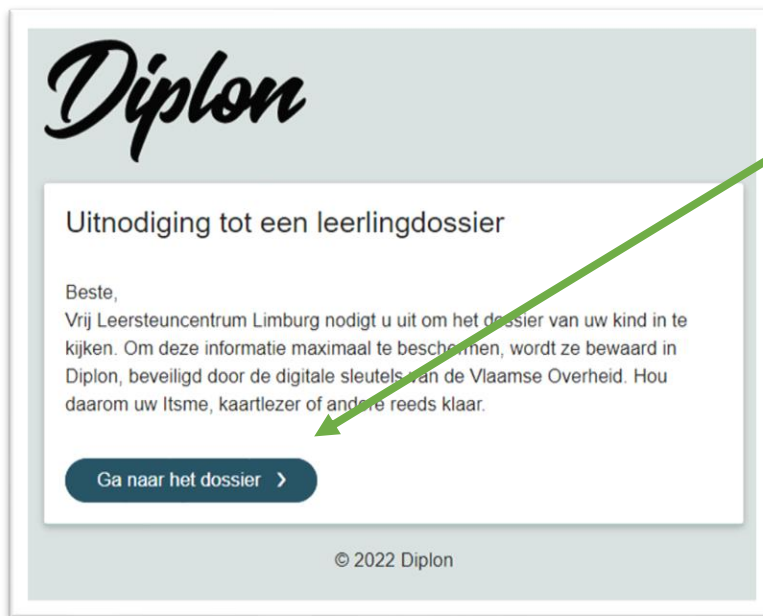 Diplon
Uitnodiging tot een leerlingdossier
Beste,
Vrij Leersteuncentrum Limburg nodigt u uit om het dossier van uw kind in te
kijken. Om deze informatie maximaal te beschermen, wordt ze bewaard in
Diplon, beveiligd door de digitale sleutels van de Vlaamse Overheid. Hou
daarom uw Itsme, kaartlezer of andere reeds klaar.
Ga naar het dossier ❯
© 2022 Diplon